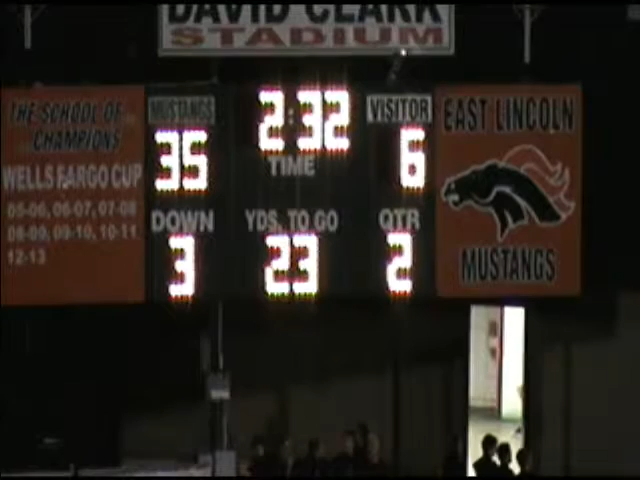 DAVID CLARK
STADIUM
THE SCHOOL OF
CHAMPIONS
WELLS FARGO CUP
05-06, 06-07, 07-08
08-09, 09-10, 10-11
12-13
MUSTANGS
35
2:32
TIME
VISITOR
6
DOWN
3
YDS. TO GO
23
QTR
2
EAST LINCOLN
MUSTANGS